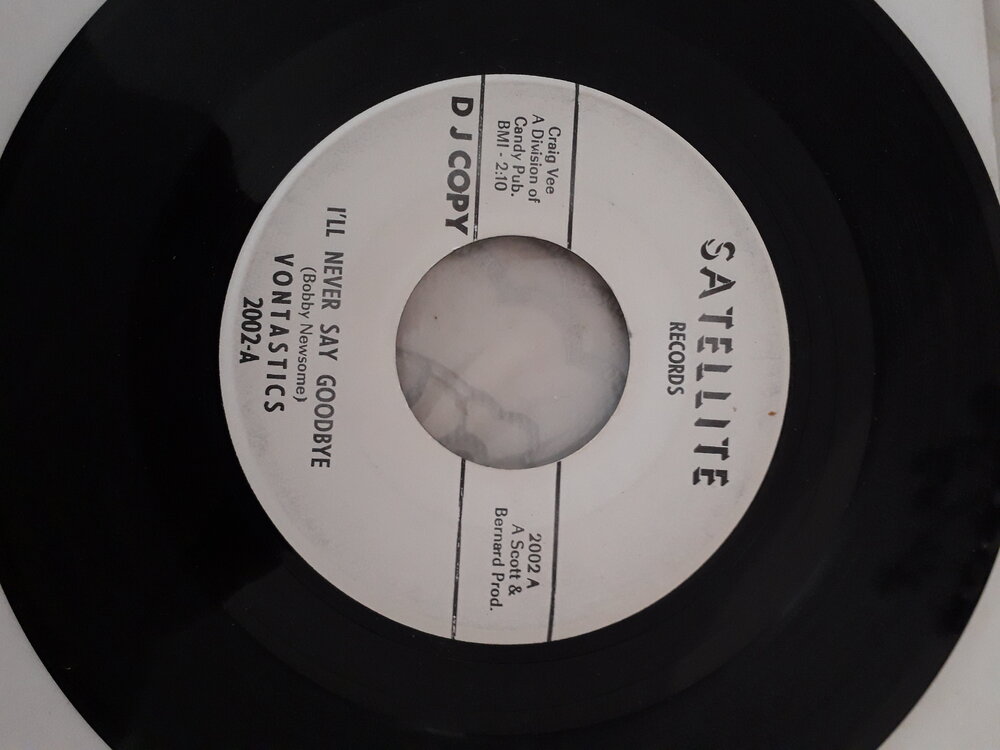 SATELLITE
RECORDS
Craig Vee
A Division of
Candy Pub.
BMI - 2:10
2002 A
A Scott &
Bernard Prod.
D J COPY
I'LL NEVER SAY GOODBYE
(Bobby Newsome)
VONTASTICS
2002-A